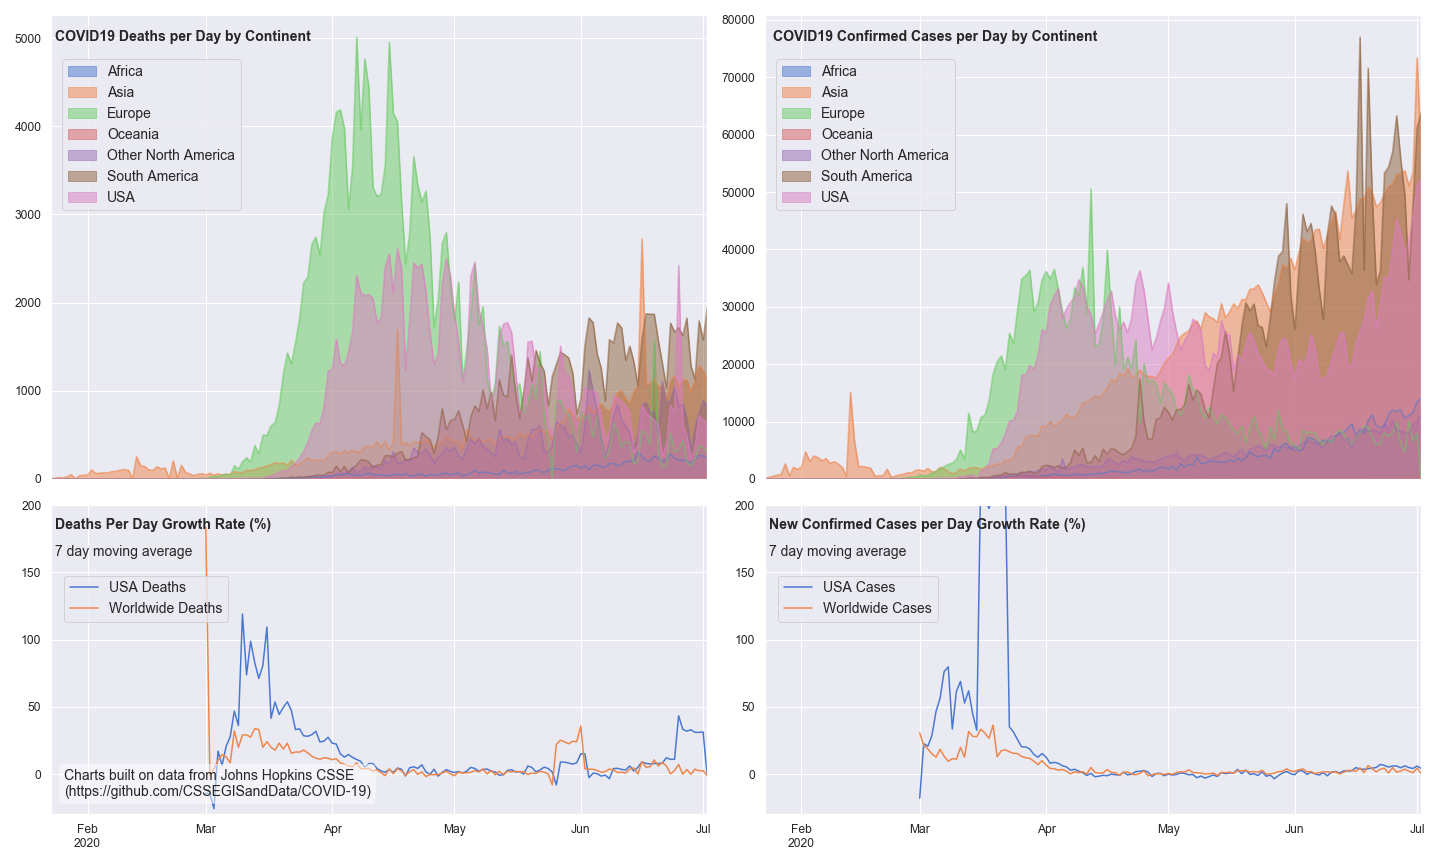 COVID19 Deaths per Day by Continent
5000
4000
3000
2000
1000
0
Africa
Asia
Europe
Oceania
Other North America
South America
USA
COVID19 Confirmed Cases per Day by Continent
80000
70000
60000
50000
40000
30000
20000
10000
0
Africa
Asia
Europe
Oceania
Other North America
South America
USA
Deaths Per Day Growth Rate (%)
7 day moving average
200
150
100
50
0
USA Deaths
Worldwide Deaths
Charts built on data from Johns Hopkins CSSE
(https://github.com/CSSEGISandData/COVID-19)
Feb Mar Apr May Jun Jul
2020
New Confirmed Cases per Day Growth Rate (%)
7 day moving average
200
150
100
50
0
USA Cases
Worldwide Cases
Feb Mar Apr May Jun Jul
2020